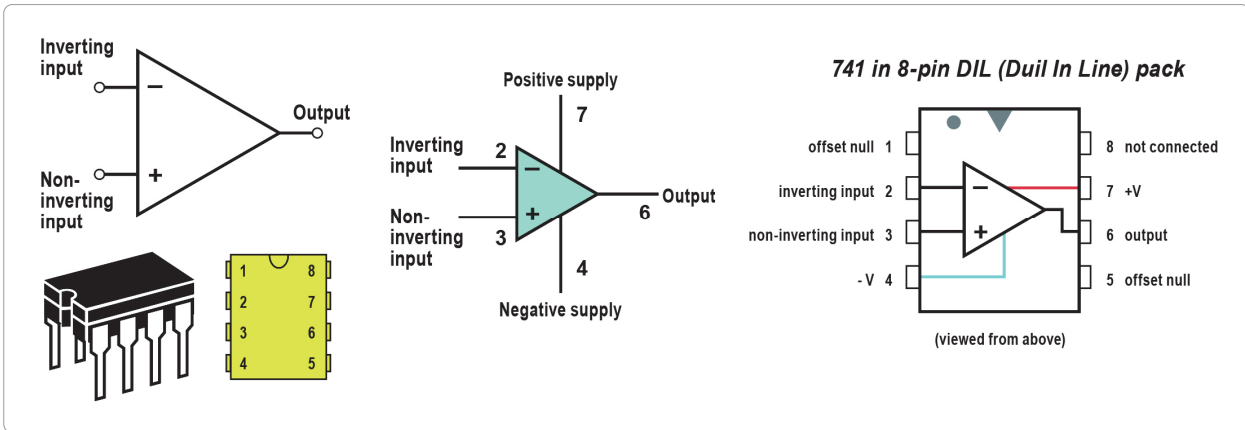 Inverting
input
−
+
Output
Non-
inverting
input
1 8
2 7
3 6
4 5
Positive supply
7
Inverting
input
2
−
+
Non-
inverting
input
3
6
Output
4
Negative supply
741 in 8-pin DIL (Duil In Line) pack
offset null 1
8 not connected
inverting input 2
−
7 +V
non-inverting input 3
+
6 output
- V 4
5 offset null
(viewed from above)